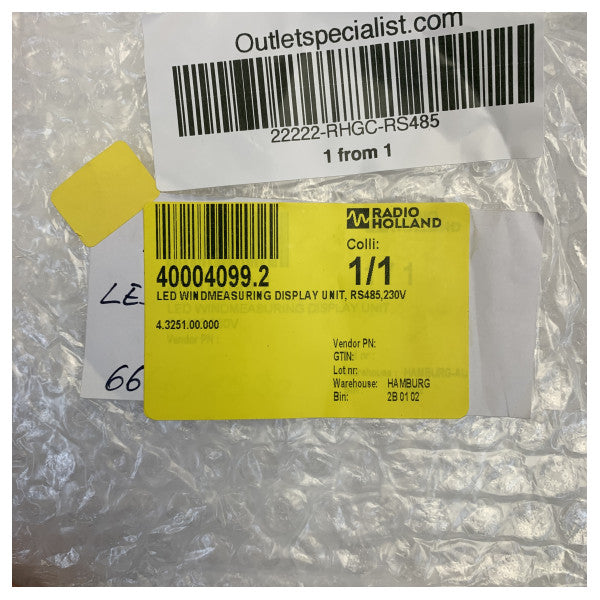 Outletspecialist.com
22222-RHGC-RS485
1 from 1
RADIO
HOLLAND
Colli:
40004099.2
1/1
LED WINDMEASURING DISPLAY UNIT, RS485,230V
4.3251.00.000
Vendor PN:
GTIN:
Lot nr:
Warehouse: HAMBURG
Bin: 2B 01 02
LE
66